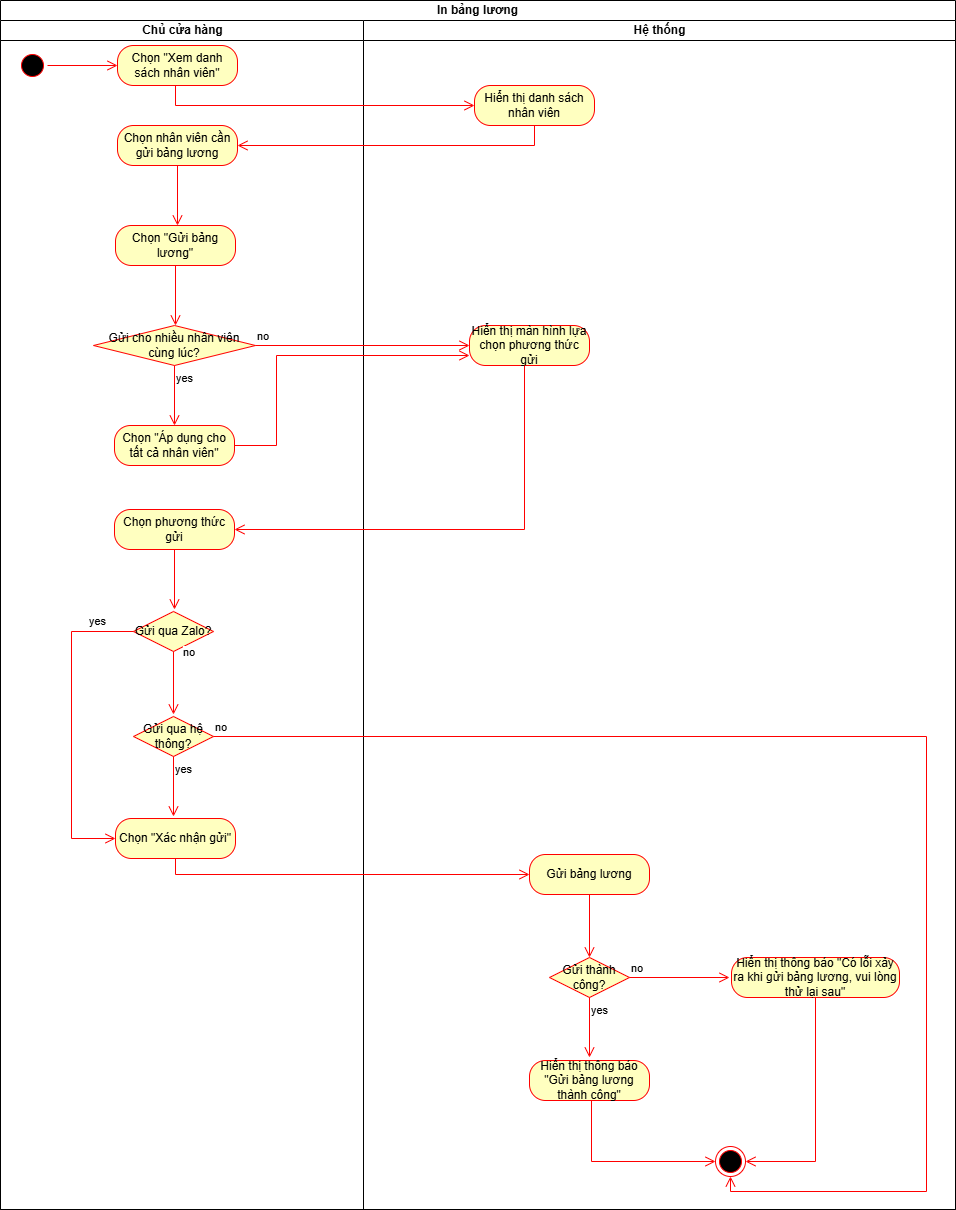 In bảng lương
Chủ cửa hàng
Hệ thống
Chọn "Xem danh
sách nhân viên"
Hiển thị danh sách
nhân viên
Chọn nhân viên cần
gửi bảng lương
Chọn "Gửi bảng
lương"
Gửi cho nhiều nhân viên
cùng lúc?
no
yes
Hiển thị màn hình lựa
chọn phương thức
gửi
Chọn "Áp dụng cho
tất cả nhân viên"
Chọn phương thức
gửi
Gửi qua Zalo?
yes
no
Gửi qua hệ
thống?
no
yes
Chọn "Xác nhận gửi"
Gửi bảng lương
Gửi thành
công?
no
yes
Hiển thị thông báo "Có lỗi xảy
ra khi gửi bảng lương, vui lòng
thử lại sau"
Hiển thị thông báo
"Gửi bảng lương
thành công"